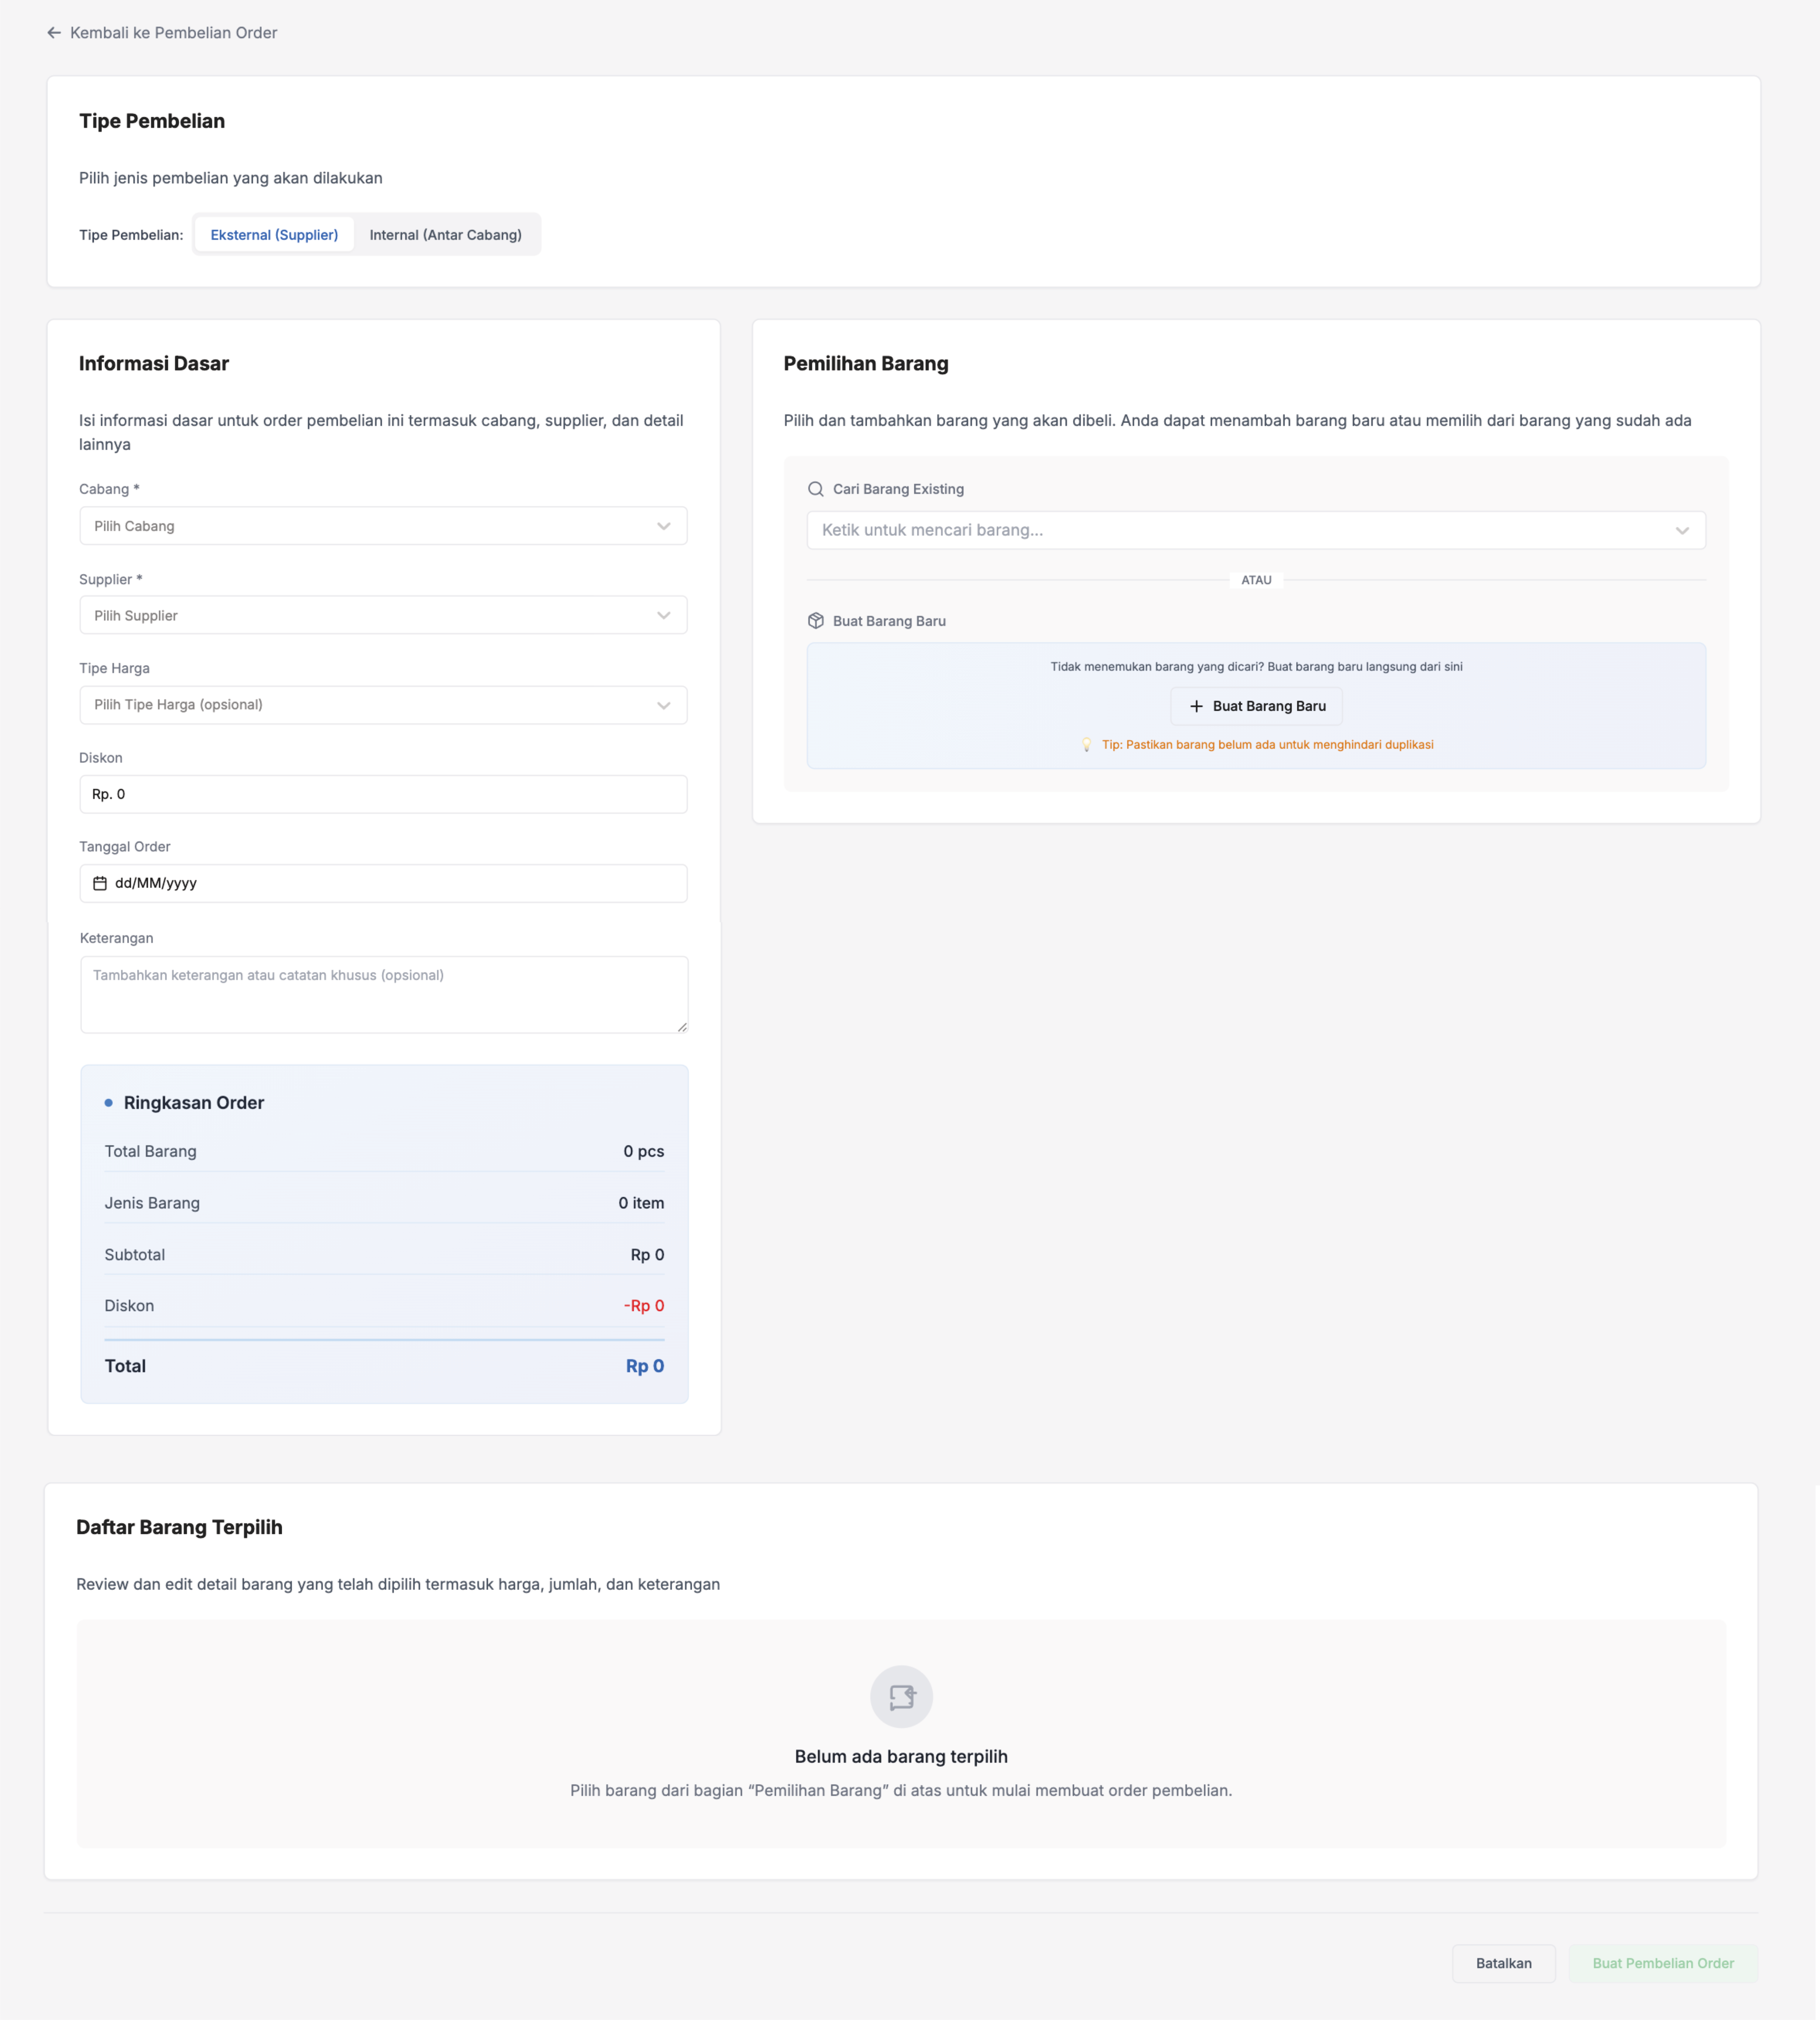 Kembali ke Pembelian Order
Tipe Pembelian
Pilih jenis pembelian yang akan dilakukan
Tipe Pembelian: Eksternal (Supplier) Internal (Antar Cabang)
Informasi Dasar
Isi informasi dasar untuk order pembelian ini termasuk cabang, supplier, dan detail
lainnya
Cabang *
Pilih Cabang
Supplier *
Pilih Supplier
Tipe Harga
Pilih Tipe Harga (opsional)
Diskon
Rp. 0
Tanggal Order
dd/MM/yyyy
Keterangan
Tambahkan keterangan atau catatan khusus (opsional)
Ringkasan Order
Total Barang 0 pcs
Jenis Barang 0 item
Subtotal Rp 0
Diskon -Rp 0
Total Rp 0
Pemilihan Barang
Pilih dan tambahkan barang yang akan dibeli. Anda dapat menambah barang baru atau memilih dari barang yang sudah ada
Cari Barang Existing
Ketik untuk mencari barang...
ATAU
Buat Barang Baru
Tidak menemukan barang yang dicari? Buat barang baru langsung dari sini
+ Buat Barang Baru
Tip: Pastikan barang belum ada untuk menghindari duplikasi
Daftar Barang Terpilih
Review dan edit detail barang yang telah dipilih termasuk harga, jumlah, dan keterangan
Belum ada barang terpilih
Pilih barang dari bagian “Pemilihan Barang” di atas untuk mulai membuat order pembelian.
Batalkan Buat Pembelian Order